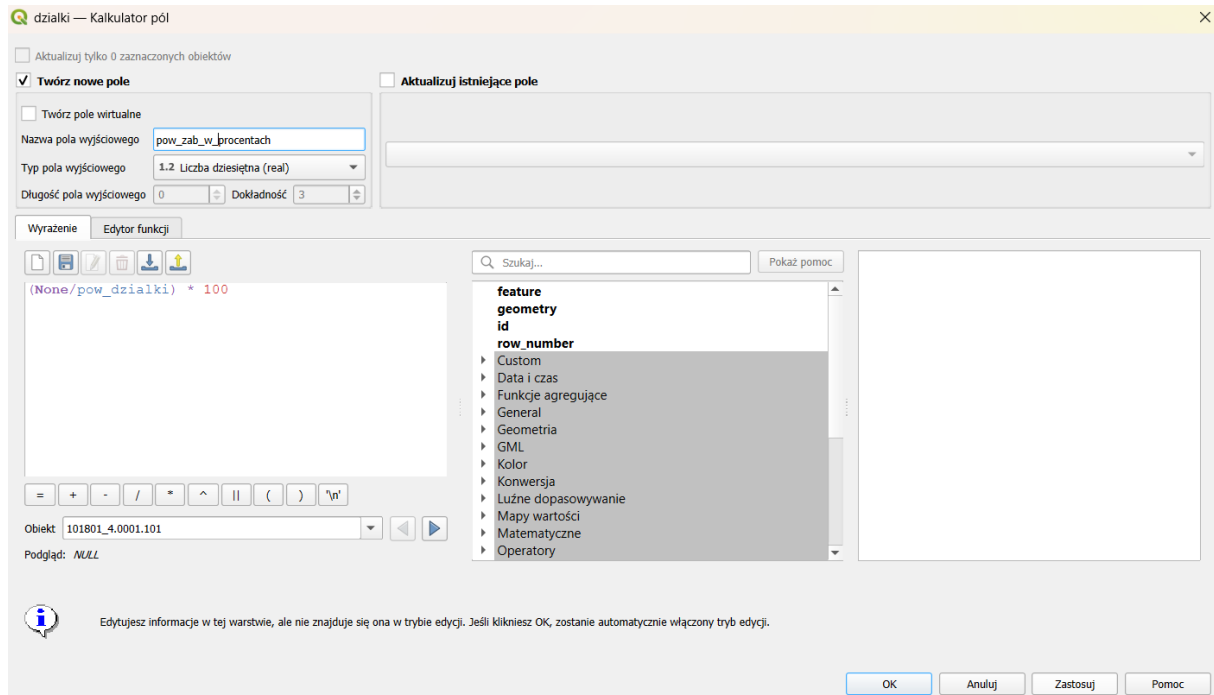 dzialki — Kalkulator pól
Aktualizuj tylko 0 zaznaczonych obiektów
Twórz nowe pole
Aktualizuj istniejące pole
Twórz pole wirtualne
Nazwa pola wyjściowego pow_zab_w_procentach
Typ pola wyjściowego 1.2 Liczba dziesiętna (real)
Długość pola wyjściowego 0 Dokładność 3
Wyrażenie Edytor funkcji
Szukaj... Pokaż pomoc
(None/pow_dzialki) * 100
feature
geometry
id
row_number
Custom
Data i czas
Funkcje agregujące
General
Geometria
GML
Kolor
Konwersja
Luźne dopasowywanie
Mapy wartości
Matematyczne
Operatory
= + - / * ^ || ( ) '\n'
Obiekt 101801_4.0001.101
Podgląd: NULL
Edytujesz informacje w tej warstwie, ale nie znajduje się ona w trybie edycji. Jeśli klikniesz OK, zostanie automatycznie włączony tryb edycji.
OK Anuluj Zastosuj Pomoc